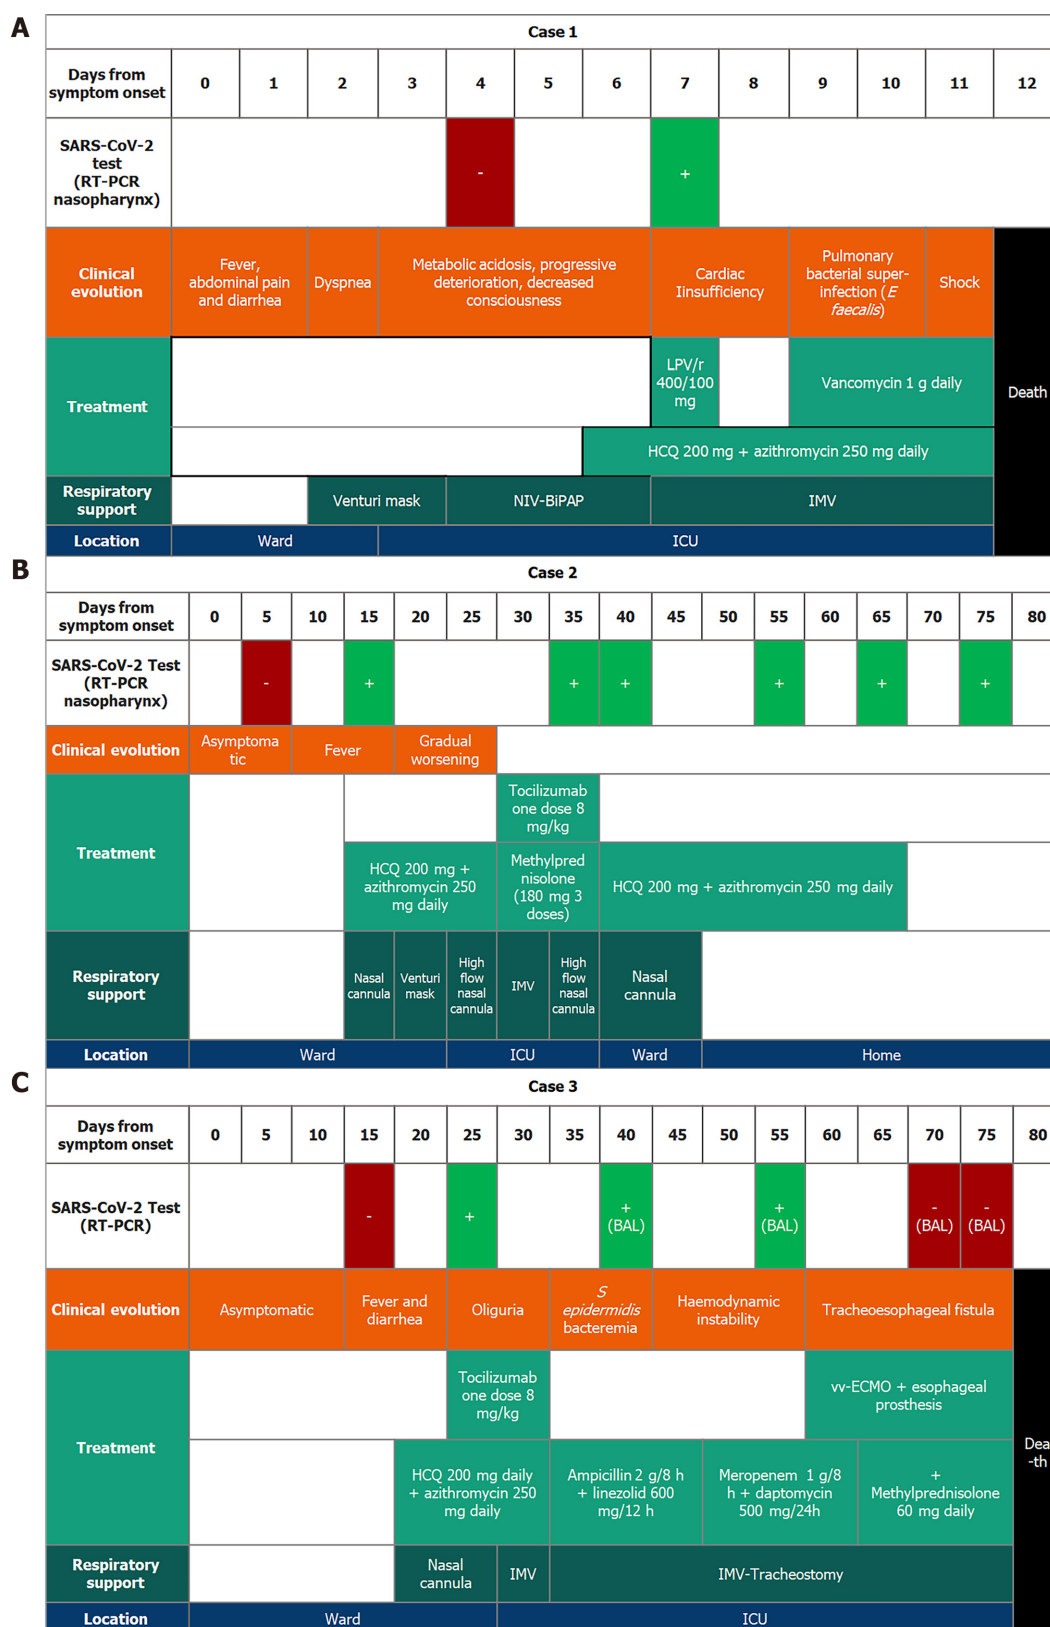 A
Case 1
Days from
symptom onset
0 1 2 3 4 5 6 7 8 9 10 11 12
SARS-CoV-2
test
(RT-PCR
nasopharynx)
- +
Clinical
evolution
Fever,
abdominal pain
and diarrhea
Dyspnea
Metabolic acidosis, progressive
deterioration, decreased
consciousness
Cardiac
Iinsufficiency
Pulmonary
bacterial super-
infection (E
faecalis)
Shock
Death
Treatment
LPV/r
400/100
mg
Vancomycin 1 g daily
HCQ 200 mg + azithromycin 250 mg daily
Respiratory
support
Venturi mask
NIV-BiPAP
IMV
Location
Ward
ICU
B
Case 2
Days from
symptom onset
0 5 10 15 20 25 30 35 40 45 50 55 60 65 70 75 80
SARS-CoV-2 Test
(RT-PCR
nasopharynx)
- + + + + + +
Clinical evolution
Asymptoma
tic
Fever
Gradual
worsening
Treatment
Tocilizumab
one dose 8
mg/kg
HCQ 200 mg +
azithromycin 250
mg daily
Methylpred
nisolone
(180 mg 3
doses)
HCQ 200 mg + azithromycin 250 mg daily
Respiratory
support
Nasal
cannula
Venturi
mask
High
flow
nasal
cannula
IMV
High
flow
nasal
cannula
Nasal
cannula
Location
Ward
ICU
Ward
Home
C
Case 3
Days from
symptom onset
0 5 10 15 20 25 30 35 40 45 50 55 60 65 70 75 80
SARS-CoV-2 Test
(RT-PCR)
-
+
+
(BAL)
+
(BAL)
-
(BAL)
-
(BAL)
Clinical evolution
Asymptomatic
Fever and
diarrhea
Oliguria
S
epidermidis
bacteremia
Haemodynamic
instability
Tracheoesophageal fistula
Dea
-th
Treatment
Tocilizumab
one dose 8
mg/kg
vv-ECMO + esophageal
prosthesis
HCQ 200 mg daily
+ azithromycin 250
mg daily
Ampicillin 2 g/8 h
+ linezolid 600
mg/12 h
Meropenem 1 g/8
h + daptomycin
500 mg/24h
+
Methylprednisolone
60 mg daily
Respiratory
support
Nasal
cannula
IMV
IMV-Tracheostomy
Location
Ward
ICU